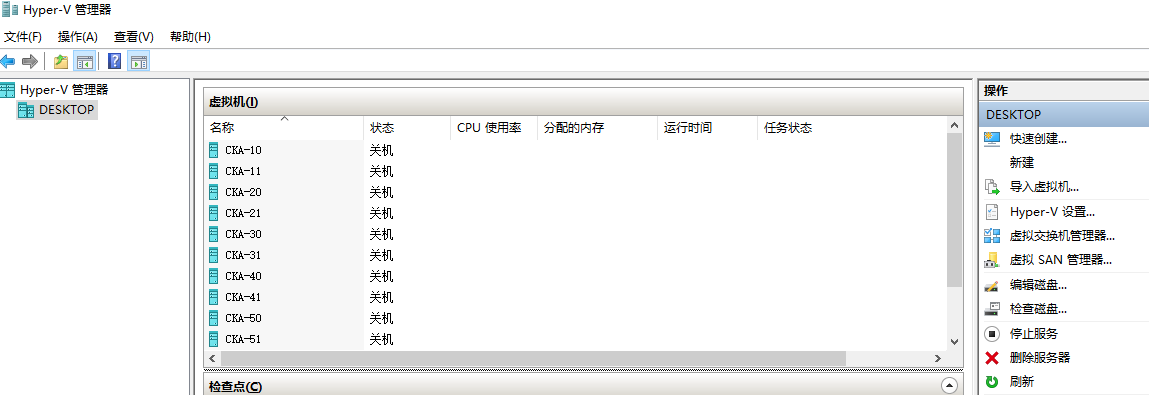 Hyper-V 管理器
文件(F) 操作(A) 查看(V) 帮助(H)
Hyper-V 管理器
DESKTOP
虚拟机(I)
名称 状态 CPU 使用率 分配的内存 运行时间 任务状态
CKA-10 关机
CKA-11 关机
CKA-20 关机
CKA-21 关机
CKA-30 关机
CKA-31 关机
CKA-40 关机
CKA-41 关机
CKA-50 关机
CKA-51 关机
检查点(C)
操作
DESKTOP
快速创建...
新建
导入虚拟机...
Hyper-V 设置...
虚拟交换机管理器...
虚拟 SAN 管理器...
编辑磁盘...
检查磁盘...
停止服务
删除服务器
刷新